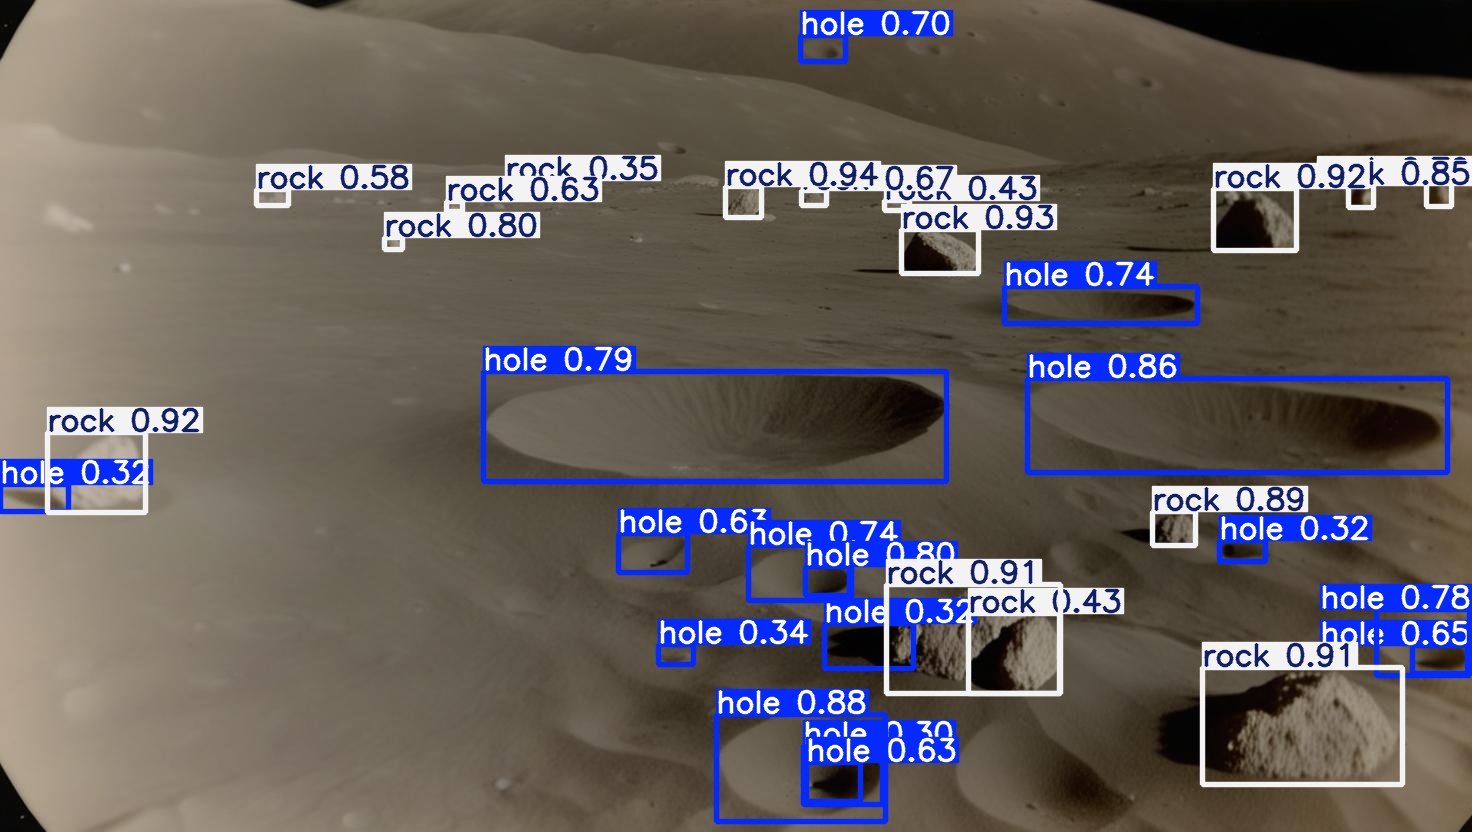 hole 0.70
rock 0.35
rock 0.58
rock 0.63
rock 0.94
0.67
rock 0.43
rock 0.92
k 0.85
rock 0.80
rock 0.93
hole 0.74
hole 0.79
hole 0.86
rock 0.92
hole 0.32
rock 0.89
hole 0.63
hole 0.74
hole 0.32
hole 0.80
rock 0.91
hole 0.78
rock 0.43
hole 0.32
hole 0.34
hole 0.65
rock 0.91
hole 0.88
hole 0.30
hole 0.63